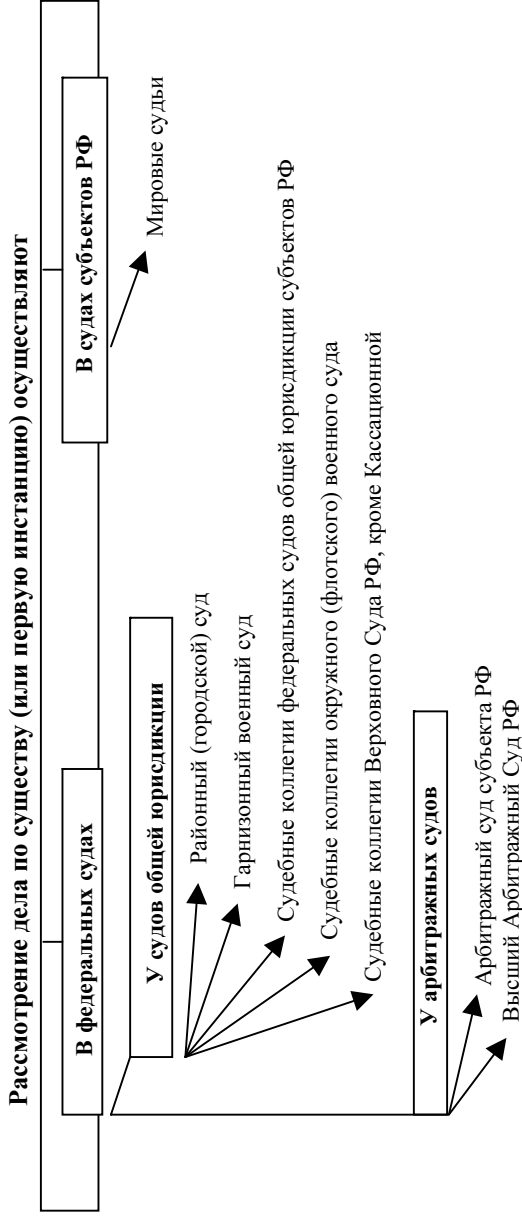 Рассмотрение дела по существу (или первую инстанцию) осуществляют
В федеральных судах
В судах субъектов РФ
Мировые судьи
У судов общей юрисдикции
Районный (городской) суд
Гарнизонный военный суд
Судебные коллегии федеральных судов общей юрисдикции субъектов РФ
Судебные коллегии окружного (флотского) военного суда
Судебные коллегии Верховного Суда РФ, кроме Кассационной
У арбитражных судов
Арбитражный суд субъекта РФ
Высший Арбитражный Суд РФ